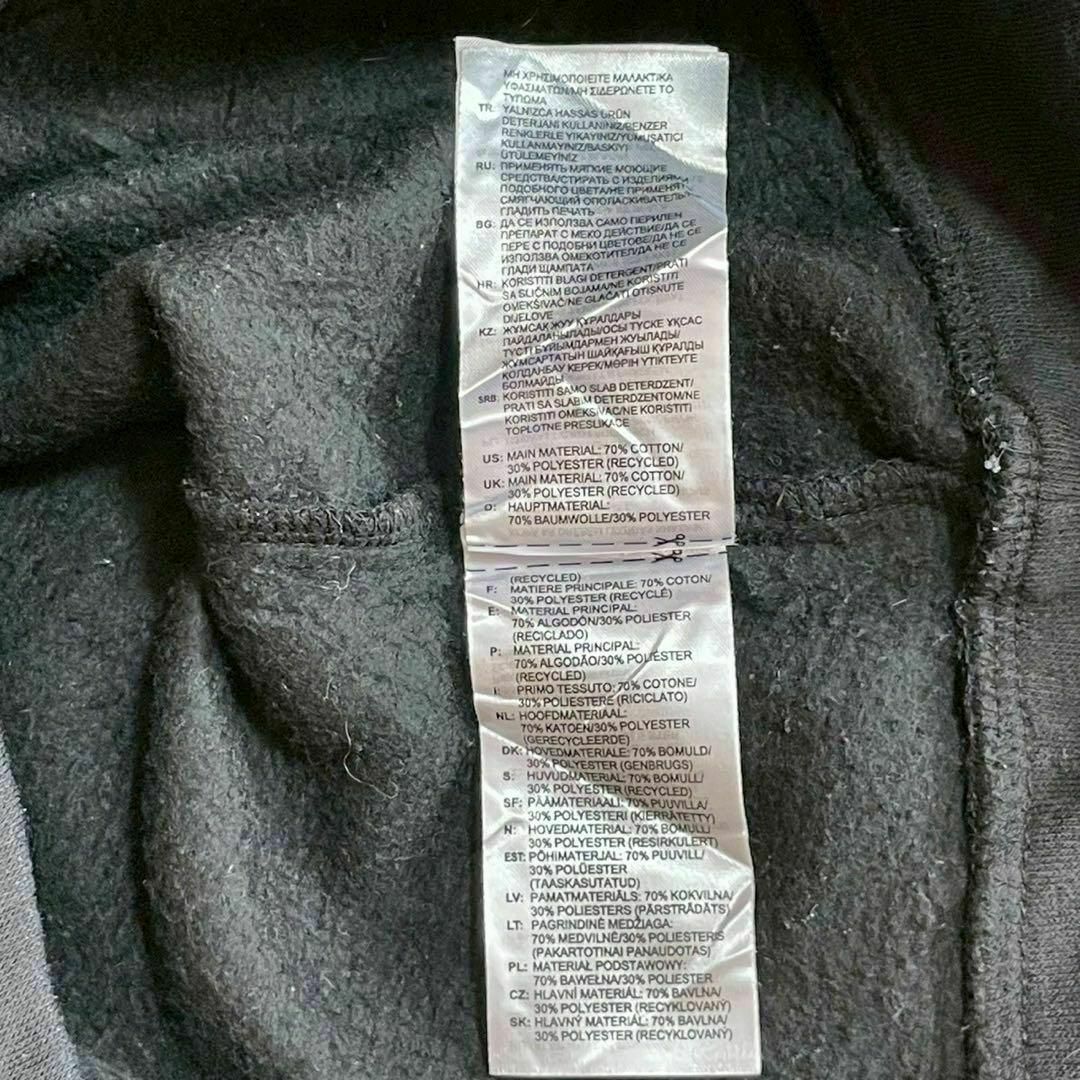 ΜΗ ΧΡΗΣΙΜΟΠΟΙΕΙΤΕ ΜΑΛΑΚΤΙΚΑ
ΥΦΑΣΜΑΤΩΝ/ΜΗ ΣΙΔΕΡΩΝΕΤΕ ΤΟ
ΤΥΠΩΜΑ
TR: YALNIZCA HASSAS ÜRÜN
DETERJANI KULLANINIZ/BENZER
RENKLERLE YIKAYINIZ/YUMUŞATICI
KULLANMAYINIZ/BASKIYI
ÜTÜLEMEYİNİZ
RU: ПРИМЕНЯТЬ МЯГКИЕ МОЮЩИЕ
СРЕДСТВА/СТИРАТЬ С ИЗДЕЛИЯМИ
ПОДОБНОГО ЦВЕТА/НЕ ПРИМЕНЯТЬ
СМЯГЧАЮЩИЙ ОПОЛАСКИВАТЕЛЬ/
ГЛАДИТЬ ПЕЧАТЬ
BG: ДА СЕ ИЗПОЛЗВА САМО ПЕРИЛЕН
ПРЕПАРАТ С МЕКО ДЕЙСТВИЕ/ДА СЕ
ПЕРЕ С ПОДОБНИ ЦВЕТОВЕ/ДА НЕ СЕ
ИЗПОЛЗВА ОМЕКОТИТЕЛ/ДА НЕ СЕ
ГЛАДИ ЩАМПАТА
HR: KORISTITI BLAGI DETERGENT/PRATI
SA SLIČNIM BOJAMA/NE KORISTITI
OMEKŠIVAČ/NE GLAČATI OTISNUTE
DIJELOVE
KZ: ЖҰМСАҚ ЖУУ ҚҰРАЛДАРЫ
ПАЙДАЛАНЫЛАДЫ/ОСЫ ТҮСКЕ ҰҚСАС
ТҮСТІ БҰЙЫМДАРМЕН ЖУЫЛАДЫ/
ЖҰМСАРТАТЫН ШАЙҚАҒЫШ ҚҰРАЛДЫ
ҚОЛДАНБАУ КЕРЕК/МӨРІН ҮТІКТЕУГЕ
БОЛМАЙДЫ
SRB: KORISTITI SAMO SLAB DETERDZENT/
PRATI SA SLABIM DETERDZENTOM/NE
KORISTITI OMEKSIVAC/NE KORISTITI
TOPLOTNE PRESLIKACE
US: MAIN MATERIAL: 70% COTTON/
30% POLYESTER (RECYCLED)
UK: MAIN MATERIAL: 70% COTTON/
30% POLYESTER (RECYCLED)
D: HAUPTMATERIAL:
70% BAUMWOLLE/30% POLYESTER
(RECYCLED)
F: MATIERE PRINCIPALE: 70% COTON/
30% POLYESTER (RECYCLÉ)
E: MATERIAL PRINCIPAL:
70% ALGODÓN/30% POLIESTER
(RECICLADO)
P: MATERIAL PRINCIPAL:
70% ALGODÃO/30% POLIÉSTER
(RECYCLED)
I: PRIMO TESSUTO: 70% COTONE/
30% POLIESTERE (RICICLATO)
NL: HOOFDMATERIAAL:
70% KATOEN/30% POLYESTER
(GERECYCLEERDE)
DK: HOVEDMATERIALE: 70% BOMULD/
30% POLYESTER (GENBRUGS)
S: HUVUDMATERIAL: 70% BOMULL/
30% POLYESTER (RECYCLED)
SF: PÄÄMATERIAALI: 70% PUUVILLA/
30% POLYESTERI (KIERRÄTETTY)
N: HOVEDMATERIAL: 70% BOMULL/
30% POLYESTER (RESIRKULERT)
EST: PÕHIMATERJAL: 70% PUUVILL/
30% POLÜESTER
(TAASKASUTATUD)
LV: PAMATMATERIĀLS: 70% KOKVILNA/
30% POLIESTERS (PĀRSTRĀDĀTS)
LT: PAGRINDINĖ MEDŽIAGA:
70% MEDVILNĖ/30% POLIESTERIS
(PAKARTOTINAI PANAUDOTAS)
PL: MATERIAŁ PODSTAWOWY:
70% BAWEŁNA/30% POLIESTER
CZ: HLAVNÍ MATERIÁL: 70% BAVLNA/
30% POLYESTER (RECYKLOVANÝ)
SK: HLAVNÝ MATERIÁL: 70% BAVLNA/
30% POLYESTER (RECYKLOVANÝ)